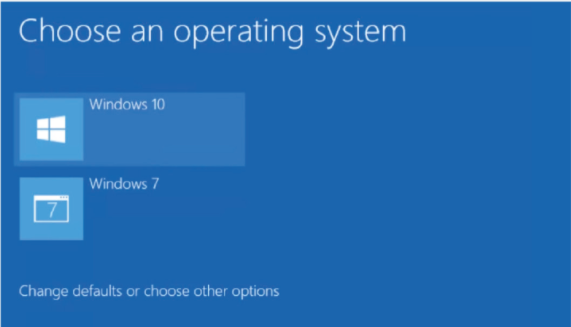 Choose an operating system
Windows 10
Windows 7
7
Change defaults or choose other options